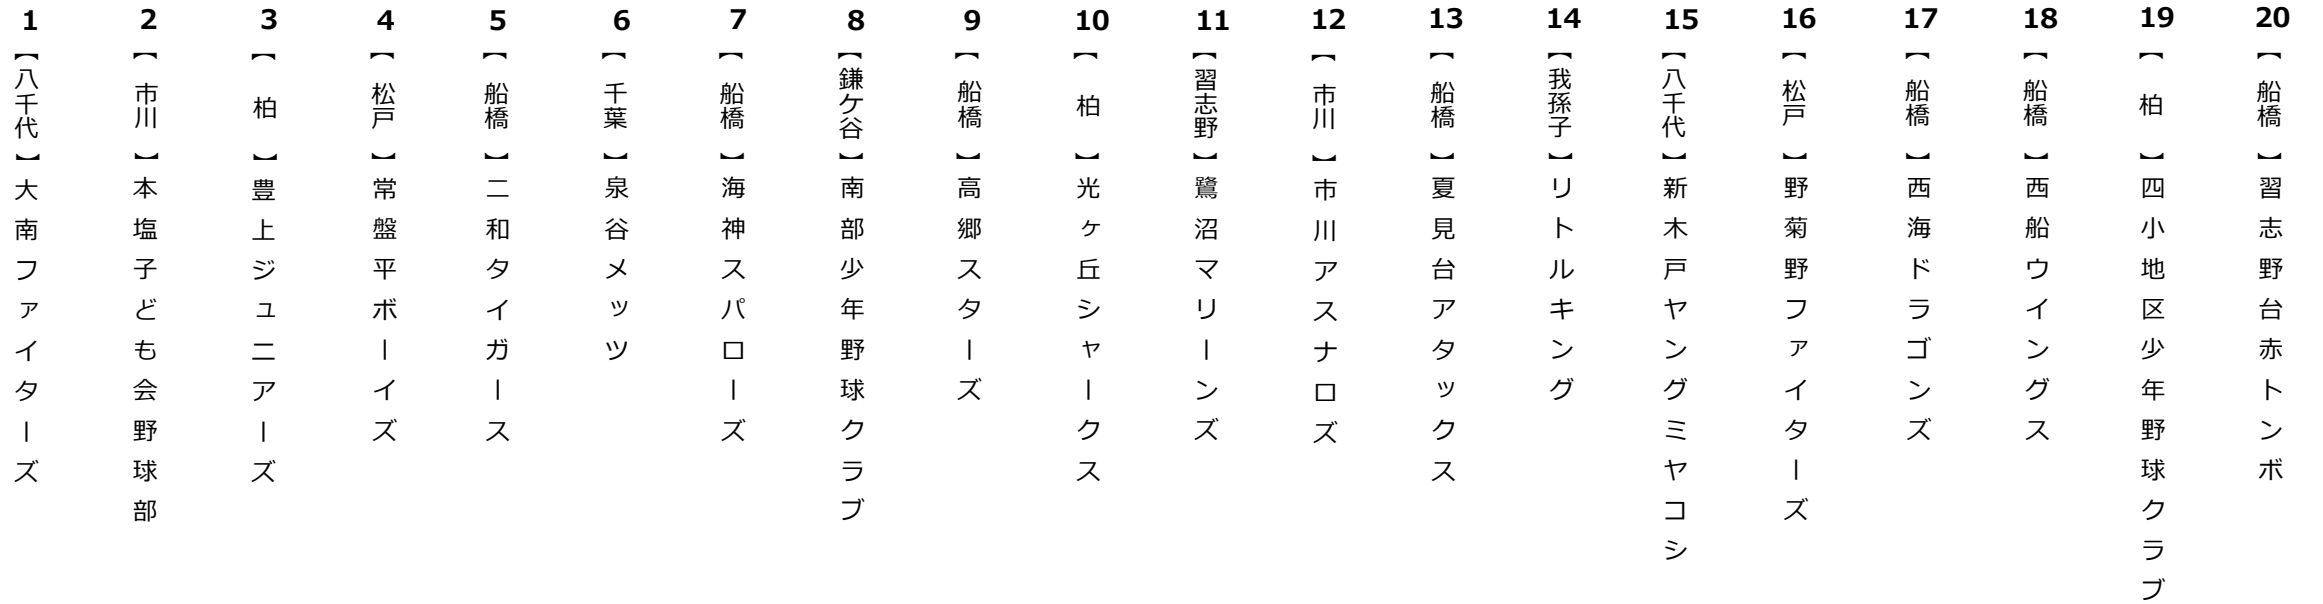 1【八千代】大南ファイターズ
2【市川】本塩子ども会野球部
3【柏】豊上ジュニアーズ
4【松戸】常盤平ボーイズ
5【船橋】二和タイガース
6【千葉】泉谷メッツ
7【船橋】海神スパローズ
8【鎌ケ谷】南部少年野球クラブ
9【船橋】高郷スターズ
10【柏】光ヶ丘シャークス
11【習志野】鷺沼マリーンズ
12【市川】市川アスナロズ
13【船橋】夏見台アタックス
14【我孫子】リトルキング
15【八千代】新木戸ヤングミヤコシ
16【松戸】野菊野ファイターズ
17【船橋】西海ドラゴンズ
18【船橋】西船ウイングス
19【柏】四小地区少年野球クラブ
20【船橋】習志野台赤トンボ